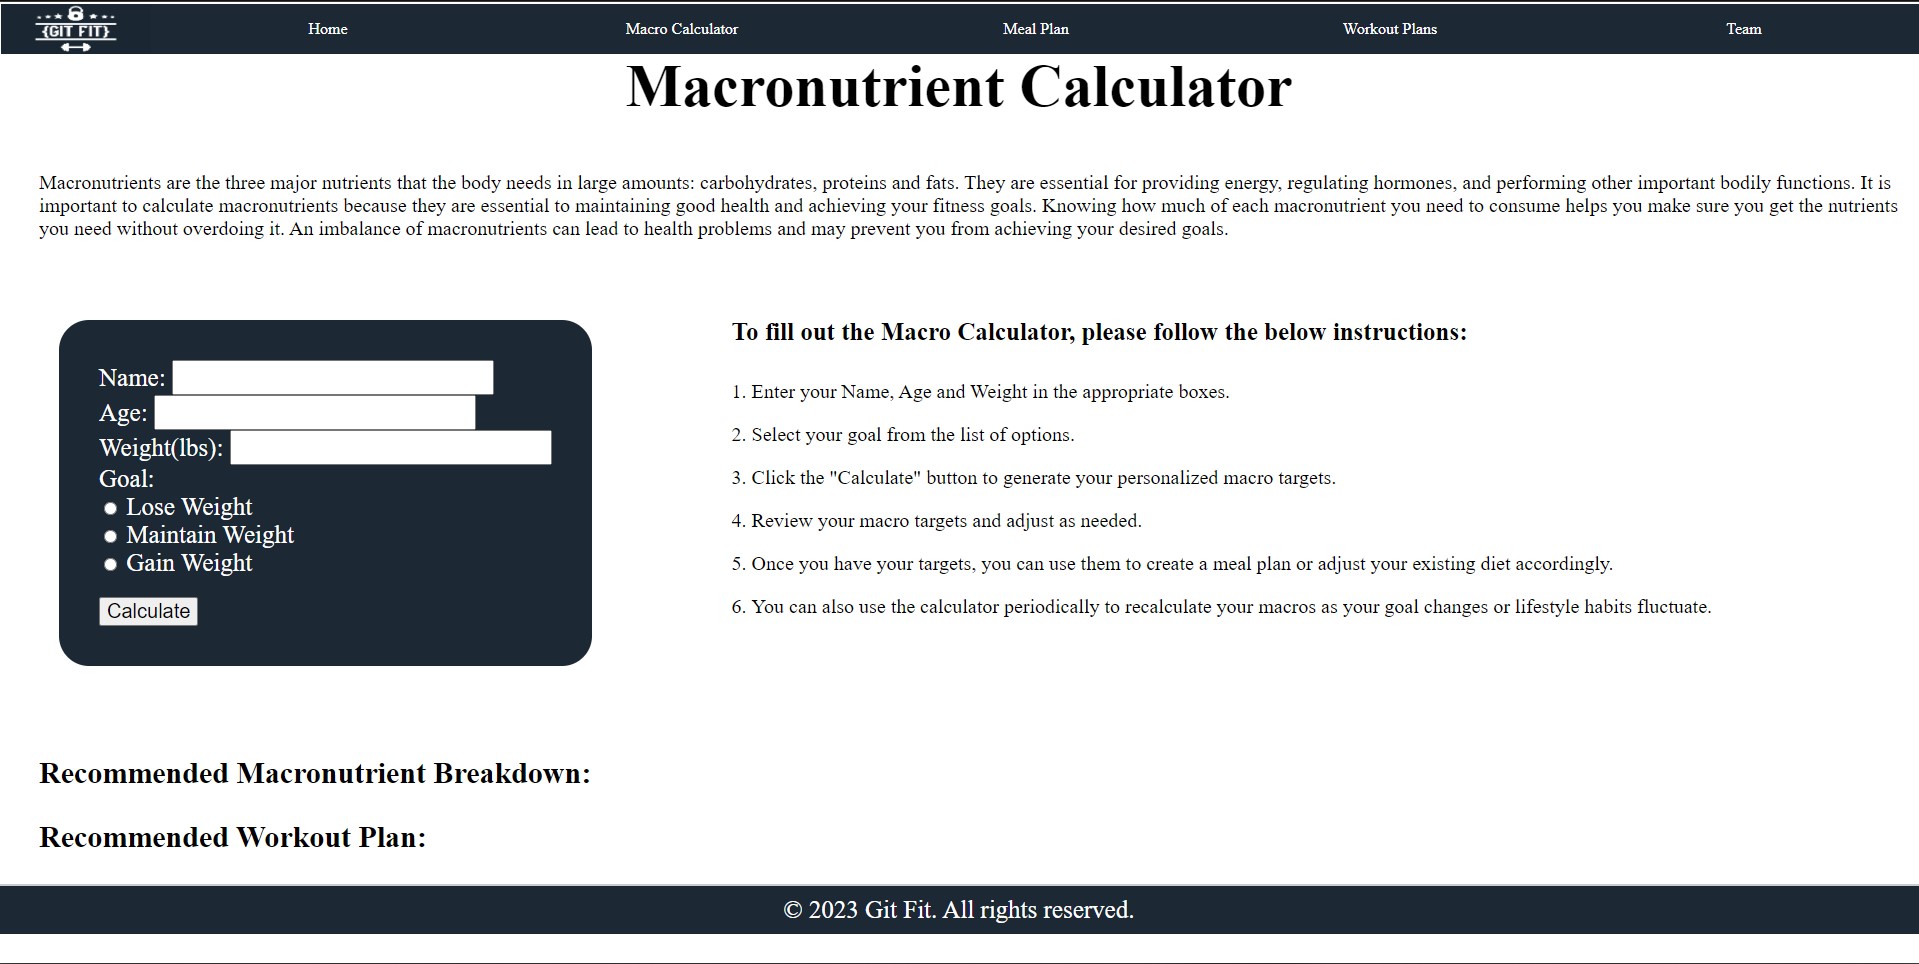 {GIT FIT}
Home
Macro Calculator
Meal Plan
Workout Plans
Team
Macronutrient Calculator
Macronutrients are the three major nutrients that the body needs in large amounts: carbohydrates, proteins and fats. They are essential for providing energy, regulating hormones, and performing other important bodily functions. It is
important to calculate macronutrients because they are essential to maintaining good health and achieving your fitness goals. Knowing how much of each macronutrient you need to consume helps you make sure you get the nutrients
you need without overdoing it. An imbalance of macronutrients can lead to health problems and may prevent you from achieving your desired goals.
Name:
Age:
Weight(lbs):
Goal:
Lose Weight
Maintain Weight
Gain Weight
Calculate
To fill out the Macro Calculator, please follow the below instructions:
1. Enter your Name, Age and Weight in the appropriate boxes.
2. Select your goal from the list of options.
3. Click the "Calculate" button to generate your personalized macro targets.
4. Review your macro targets and adjust as needed.
5. Once you have your targets, you can use them to create a meal plan or adjust your existing diet accordingly.
6. You can also use the calculator periodically to recalculate your macros as your goal changes or lifestyle habits fluctuate.
Recommended Macronutrient Breakdown:
Recommended Workout Plan:
© 2023 Git Fit. All rights reserved.